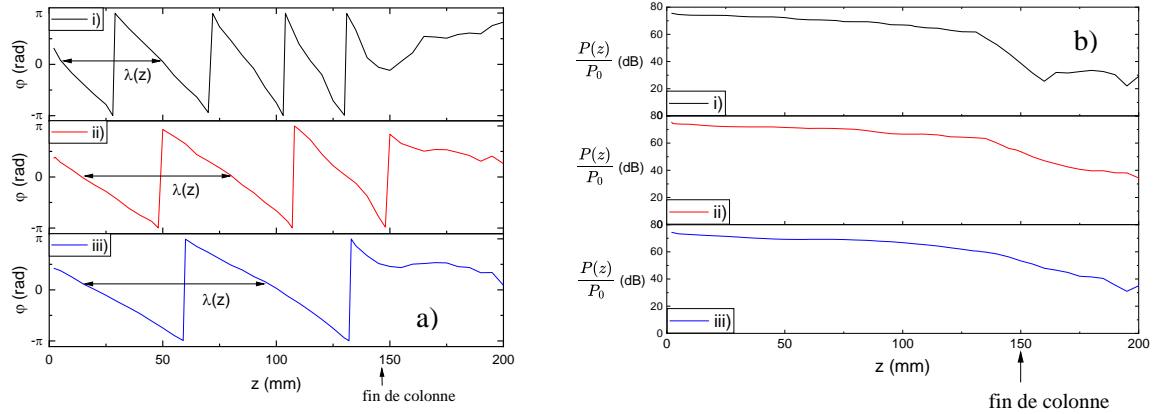 π
i)
φ (rad)
0
λ(z)
-π
π
ii)
φ (rad)
0
λ(z)
-π
π
iii)
φ (rad)
0
λ(z)
-π
a)
0 50 100 150 200
z (mm)
fin de colonne
80
60
40
20
P(z)/P₀ (dB)
b)
i)
80
60
40
20
P(z)/P₀ (dB)
ii)
80
60
40
20
0
P(z)/P₀ (dB)
iii)
0 50 100 150 200
z (mm)
fin de colonne